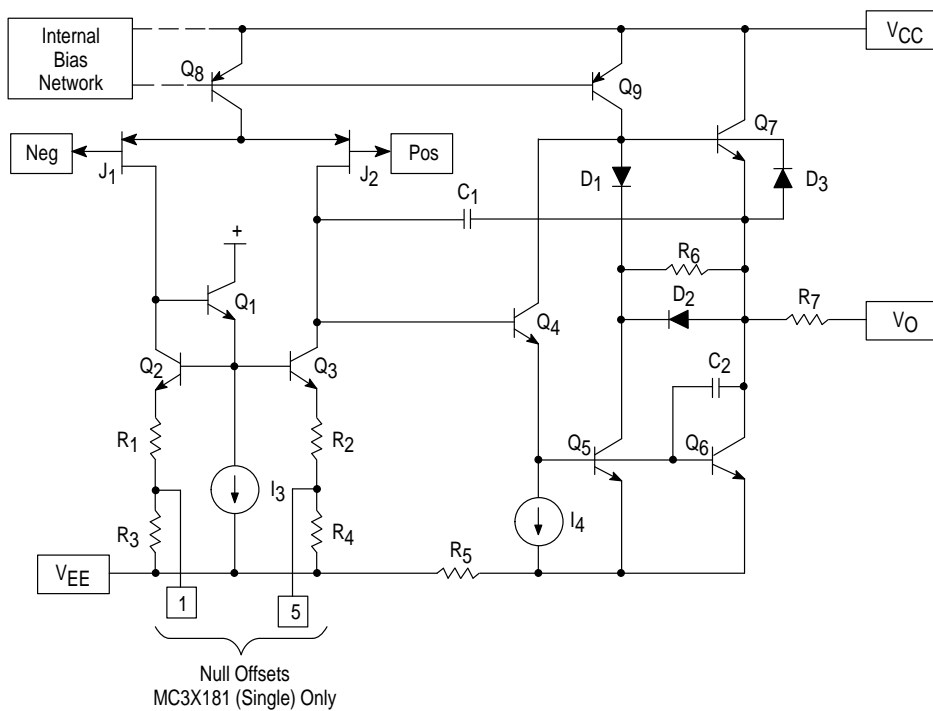 Internal
Bias
Network
VCC
Q8
Q9
Q7
Neg
J1
J2
Pos
D1
D3
C1
+
R6
Q1
D2
R7
VO
Q4
Q2
Q3
C2
R1
R2
Q5
Q6
I3
I4
R3
R4
R5
VEE
1
5
Null Offsets
MC3X181 (Single) Only